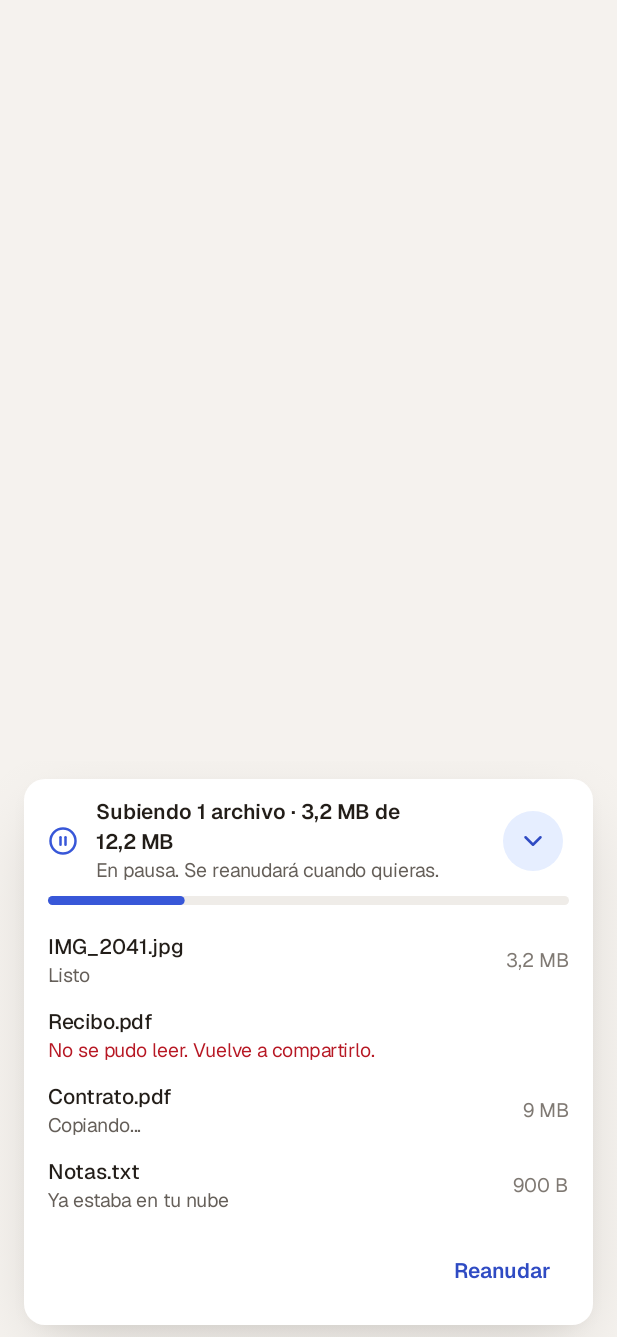 Subiendo 1 archivo · 3,2 MB de
12,2 MB
En pausa. Se reanudará cuando quieras.
IMG_2041.jpg
3,2 MB
Listo
Recibo.pdf
No se pudo leer. Vuelve a compartirlo.
Contrato.pdf
9 MB
Copiando...
Notas.txt
900 B
Ya estaba en tu nube
Reanudar